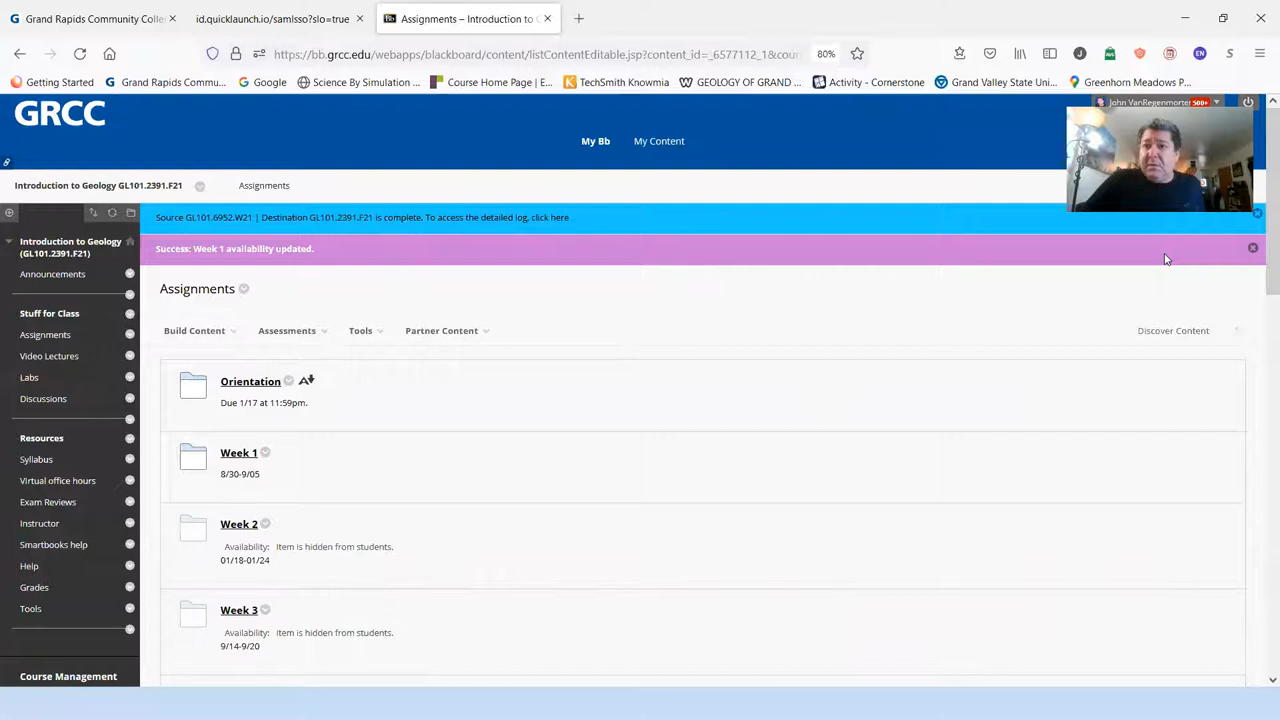 Grand Rapids Community Colle
id.quicklaunch.io/samlsso?slo=true
Assignments – Introduction to G
https://bb.grcc.edu/webapps/blackboard/content/listContentEditable.jsp?content_id=_6577112_1&cou
80%
Getting Started
Grand Rapids Commu...
Google
Science By Simulation ...
Course Home Page | E...
TechSmith Knowmia
GEOLOGY OF GRAND ...
Activity - Cornerstone
Grand Valley State Uni...
Greenhorn Meadows P...
GRCC
John VanRegenmorter 500+
My Bb
My Content
Introduction to Geology GL101.2391.F21
Assignments
Source GL101.6952.W21 | Destination GL101.2391.F21 is complete. To access the detailed log, click here
Success: Week 1 availability updated.
Introduction to Geology
(GL101.2391.F21)
Announcements
Stuff for Class
Assignments
Video Lectures
Labs
Discussions
Resources
Syllabus
Virtual office hours
Exam Reviews
Instructor
Smartbooks help
Help
Grades
Tools
Course Management
Assignments
Build Content
Assessments
Tools
Partner Content
Discover Content
Orientation
Due 1/17 at 11:59pm.
Week 1
8/30-9/05
Week 2
Availability: Item is hidden from students.
01/18-01/24
Week 3
Availability: Item is hidden from students.
9/14-9/20